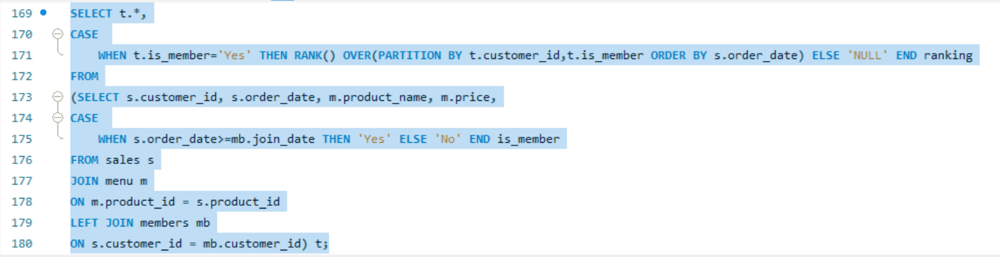 169 SELECT t.*,
170 CASE
171 WHEN t.is_member='Yes' THEN RANK() OVER(PARTITION BY t.customer_id,t.is_member ORDER BY s.order_date) ELSE 'NULL' END ranking
172 FROM
173 (SELECT s.customer_id, s.order_date, m.product_name, m.price,
174 CASE
175 WHEN s.order_date>=mb.join_date THEN 'Yes' ELSE 'No' END is_member
176 FROM sales s
177 JOIN menu m
178 ON m.product_id = s.product_id
179 LEFT JOIN members mb
180 ON s.customer_id = mb.customer_id) t;